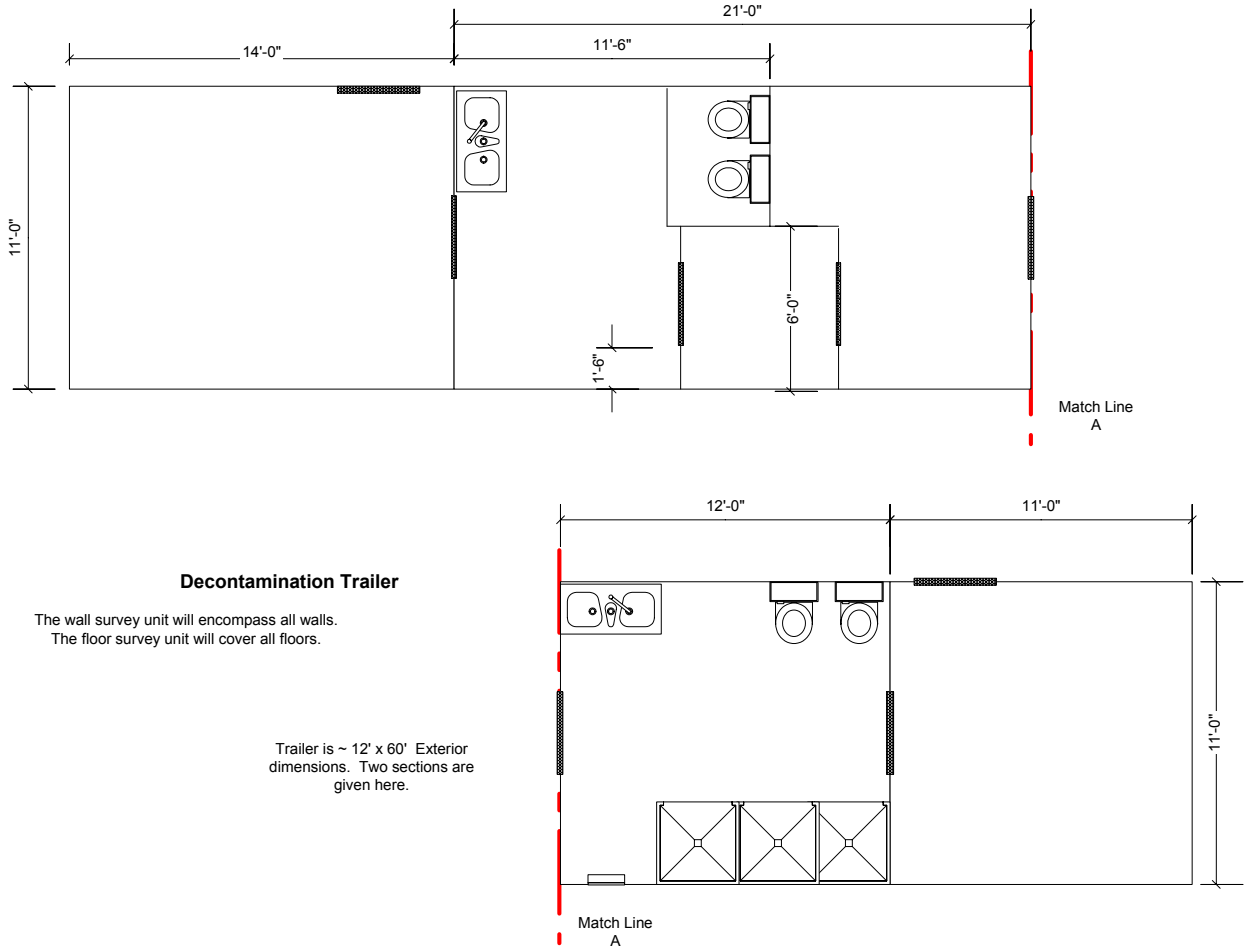 21'-0"
14'-0"
11'-6"
11'-0"
6'-0"
1'-6"
Match Line
A
12'-0"
11'-0"
Decontamination Trailer
The wall survey unit will encompass all walls.
The floor survey unit will cover all floors.
11'-0"
Trailer is ~ 12' x 60' Exterior
dimensions. Two sections are
given here.
Match Line
A